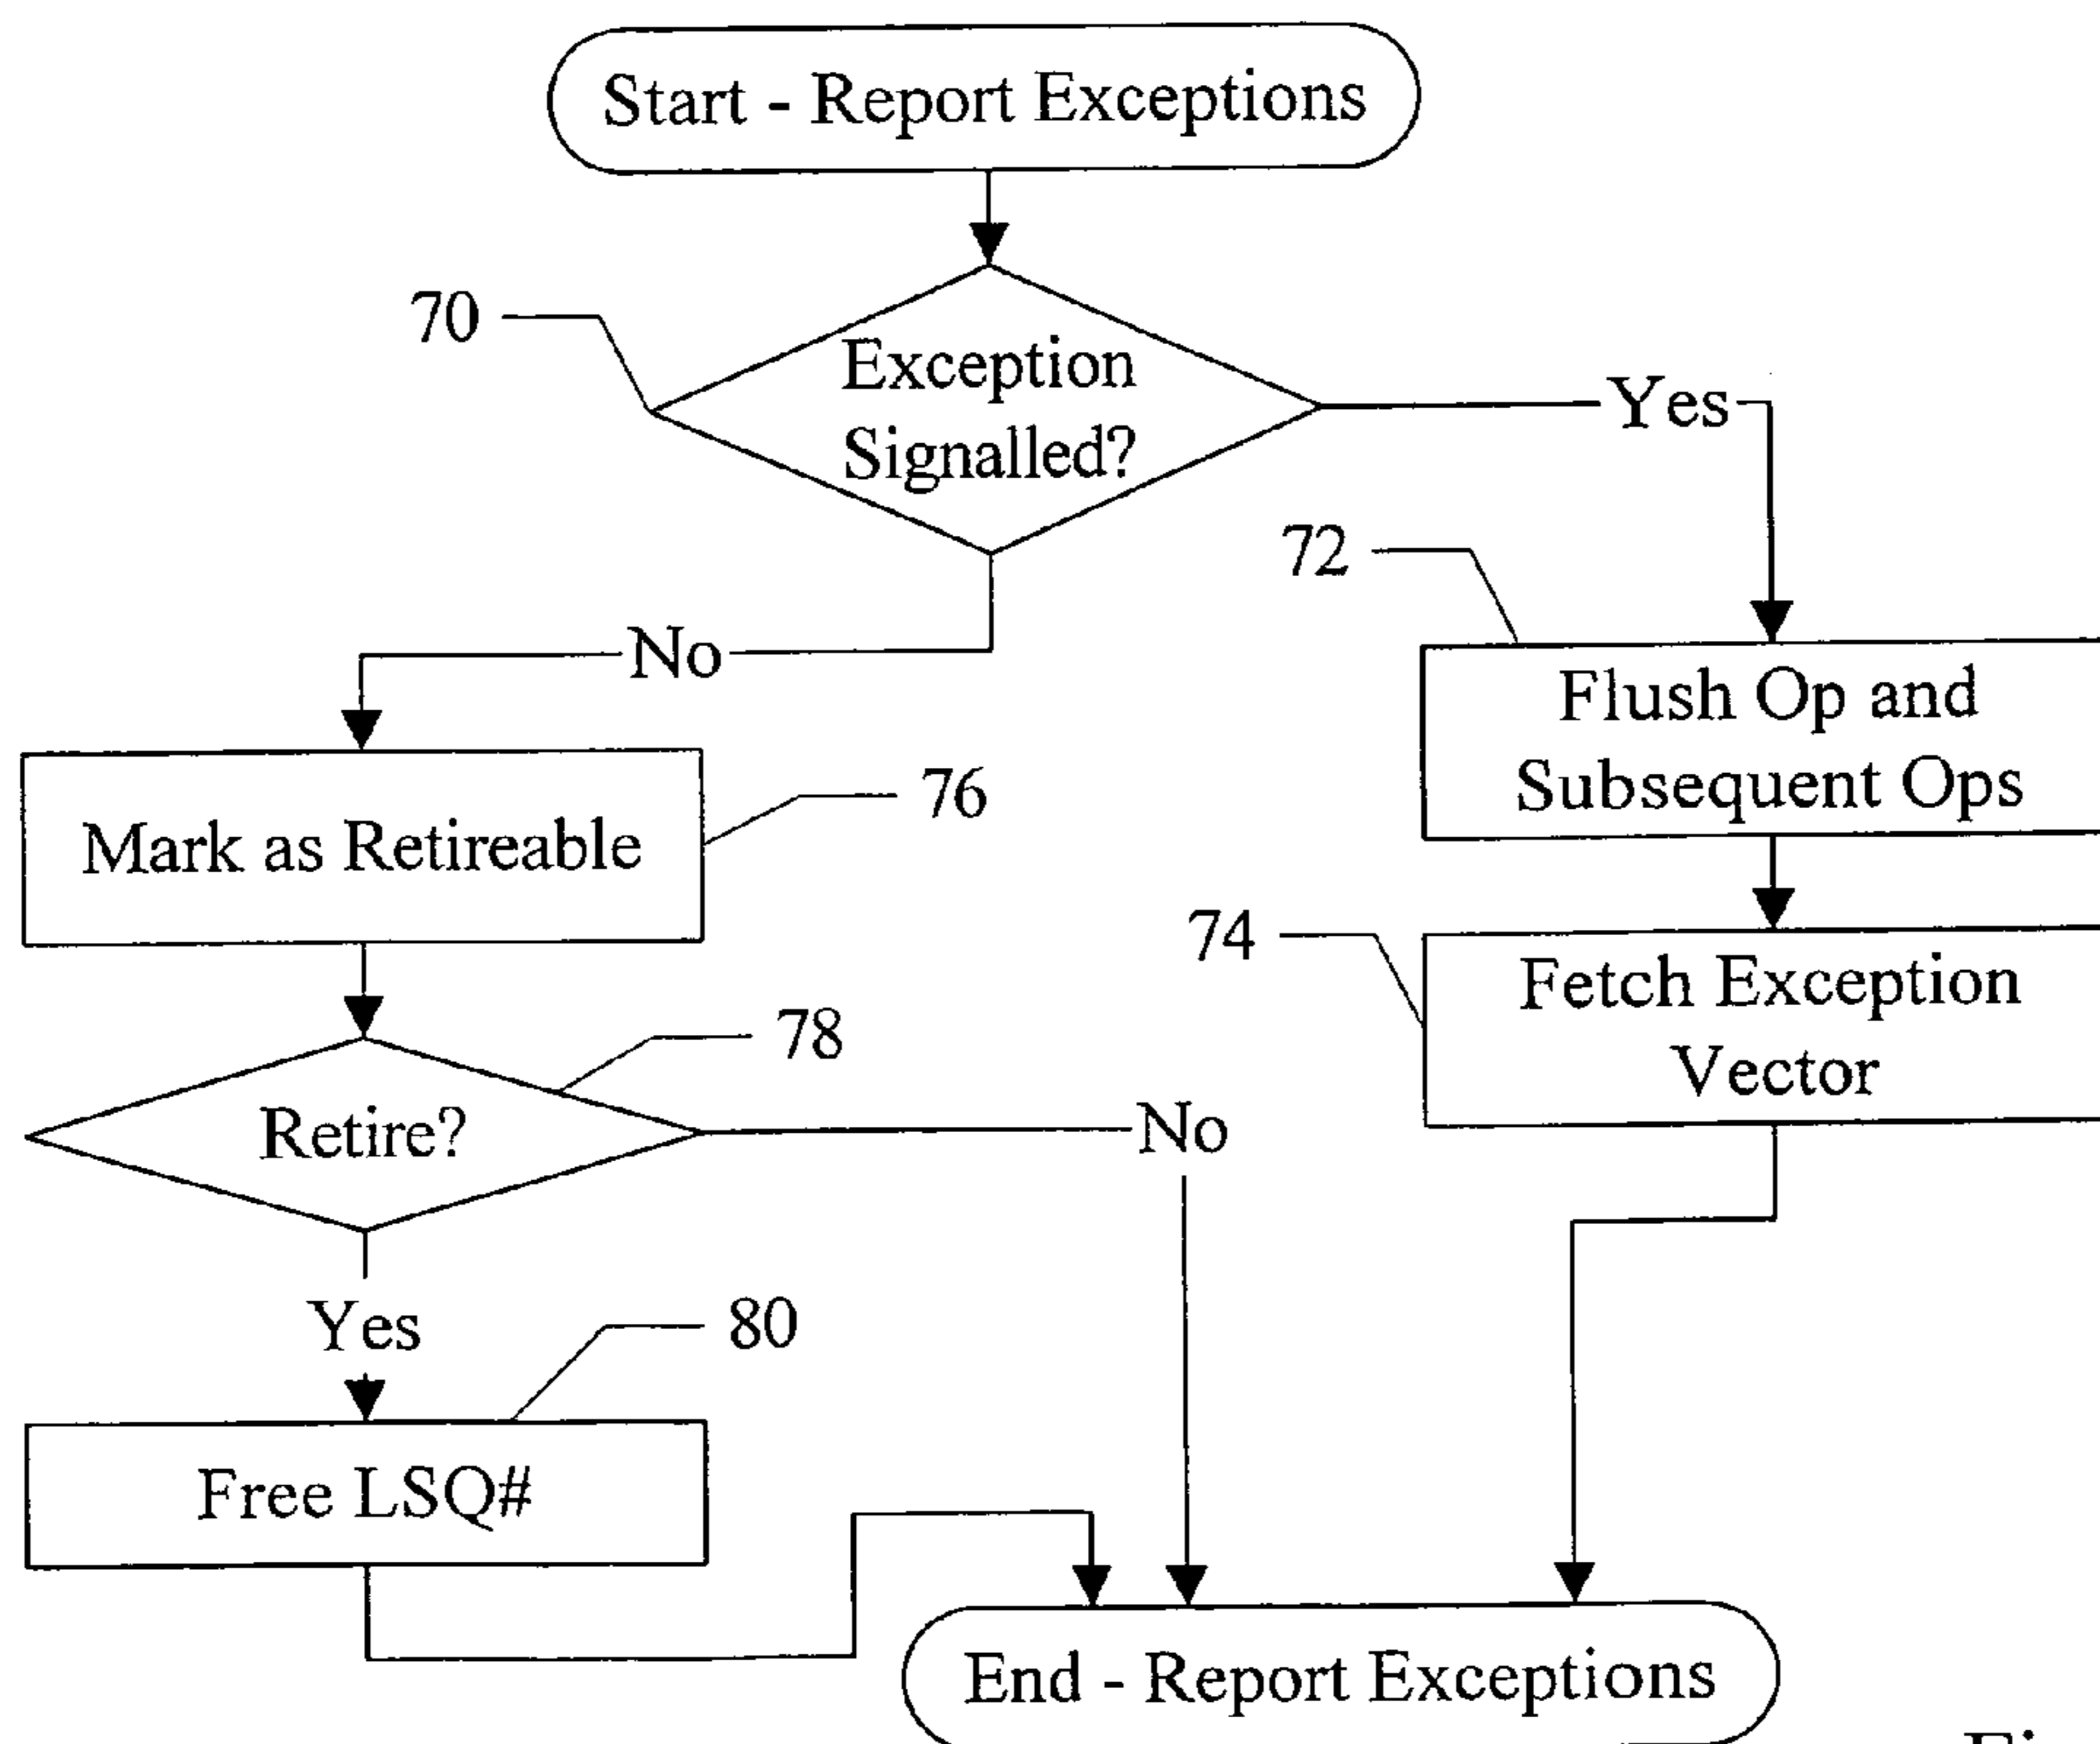 Start - Report Exceptions
70
Exception
Signalled?
Yes
72
No
Flush Op and
Subsequent Ops
76
Mark as Retireable
74
Fetch Exception
Vector
78
Retire?
No
Yes
80
Free LSQ#
End - Report Exceptions